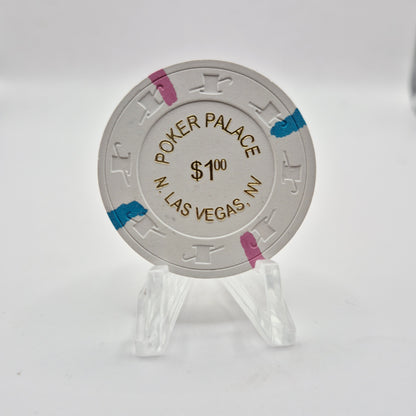 POKER PALACE
$1.00
N. LAS VEGAS, NV